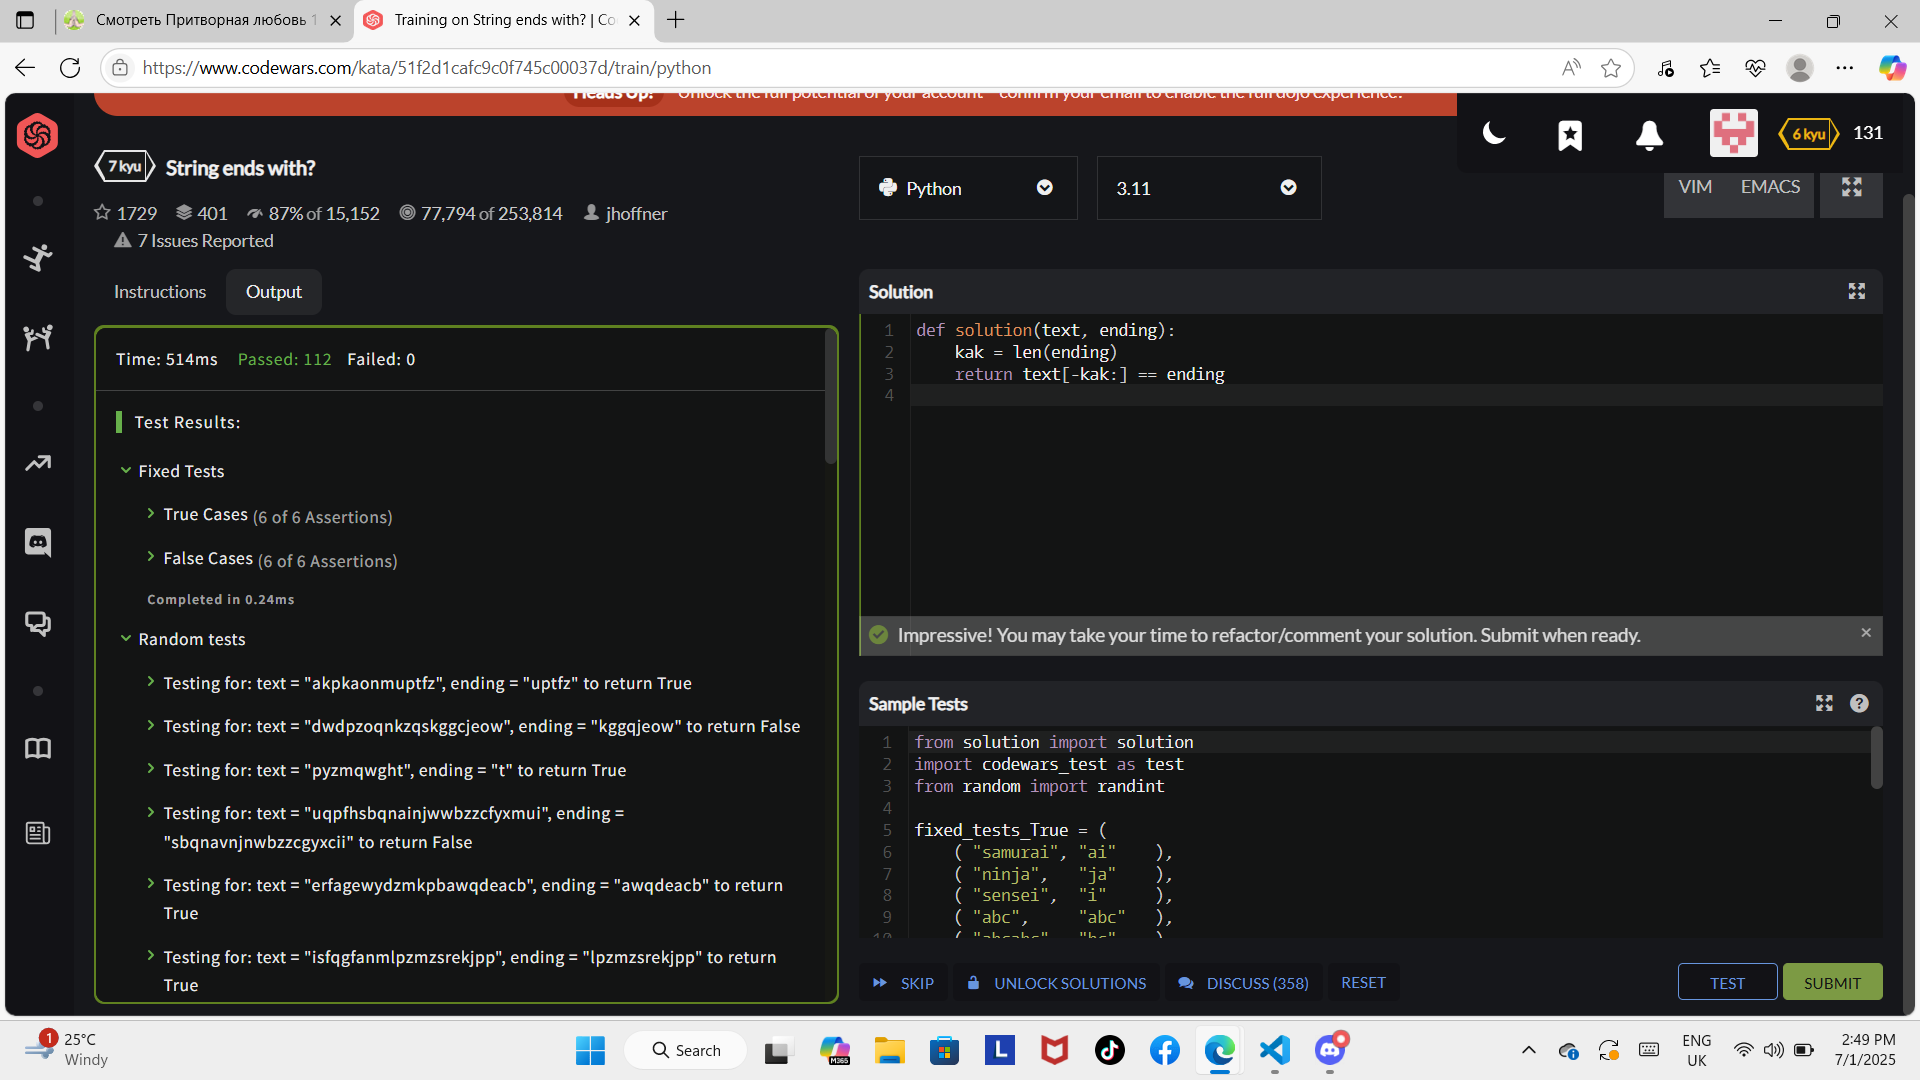 Смотреть Притворная любовь 1
Training on String ends with? | Co
https://www.codewars.com/kata/51f2d1cafc9c0f745c00037d/train/python
Heads Up! Unlock the full potential of your account - confirm your email to enable the full dojo experience.
6 kyu 131
7 kyu String ends with?
1729 401 87% of 15,152 77,794 of 253,814 jhoffner
7 Issues Reported
Python 3.11
VIM EMACS
Instructions Output
Time: 514ms Passed: 112 Failed: 0
Test Results:
Fixed Tests
True Cases (6 of 6 Assertions)
False Cases (6 of 6 Assertions)
Completed in 0.24ms
Random tests
Testing for: text = "akpkaonmuptfz", ending = "uptfz" to return True
Testing for: text = "dwdpzoqnkzqskggcjeow", ending = "kggqjeow" to return False
Testing for: text = "pyzmqwght", ending = "t" to return True
Testing for: text = "uqpfhsbqnainjwwbzzcfyxmui", ending =
"sbqnavnjnwbzzcgyxcii" to return False
Testing for: text = "erfagewydzmkpbawqdeacb", ending = "awqdeacb" to return
True
Testing for: text = "isfqgfanmlpzmzsrekjpp", ending = "lpzmzsrekjpp" to return
True
Solution
1 def solution(text, ending):
2 kak = len(ending)
3 return text[-kak:] == ending
4
Impressive! You may take your time to refactor/comment your solution. Submit when ready.
Sample Tests
1 from solution import solution
2 import codewars_test as test
3 from random import randint
4
5 fixed_tests_True = (
6 ( "samurai", "ai" ),
7 ( "ninja", "ja" ),
8 ( "sensei", "i" ),
9 ( "abc", "abc" ),
10 ( "abcabc", "bc" ),
SKIP UNLOCK SOLUTIONS DISCUSS (358) RESET TEST SUBMIT
1 25°C
Windy
Search
M365
L
ENG
UK
2:49 PM
7/1/2025